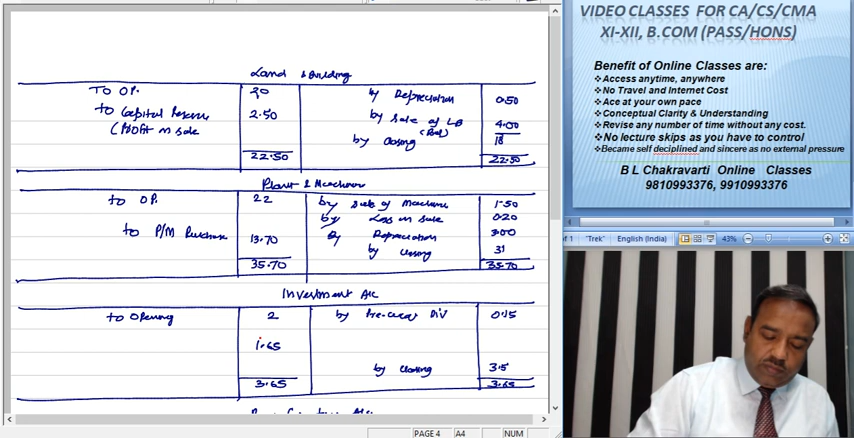 Land & Building
To OP. 20 by Depreciation 0.50
to Capital Reserve 2.50 by Sale of LB 4.00
(Profit on sale by Closing 18
22.50 22.50
Plant & Machinery
to OP. 22 by Sale of Machine 1.50
by Loss on sale 0.20
to P/M Purchase 13.70 By Depreciation 3.00
by Closing 31
35.70 35.70
Investment A/c
to Opening 2 by Pre-acqui Div 0.15
1.65
by Closing 3.5
3.65 3.65
PAGE 4 A4 NUM
VIDEO CLASSES FOR CA/CS/CMA
XI-XII, B.COM (PASS/HONS)
Benefit of Online Classes are:
❖Access anytime, anywhere
❖No Travel and Internet Cost
❖Ace at your own pace
❖Conceptual Clarity & Understanding
❖Revise any number of time without any cost.
❖No lecture skips as you have to control
❖Became self deciplined and sincere as no external pressure
B L Chakravarti Online Classes
9810993376, 9910993376
of 1 "Trek" English (India) 43%